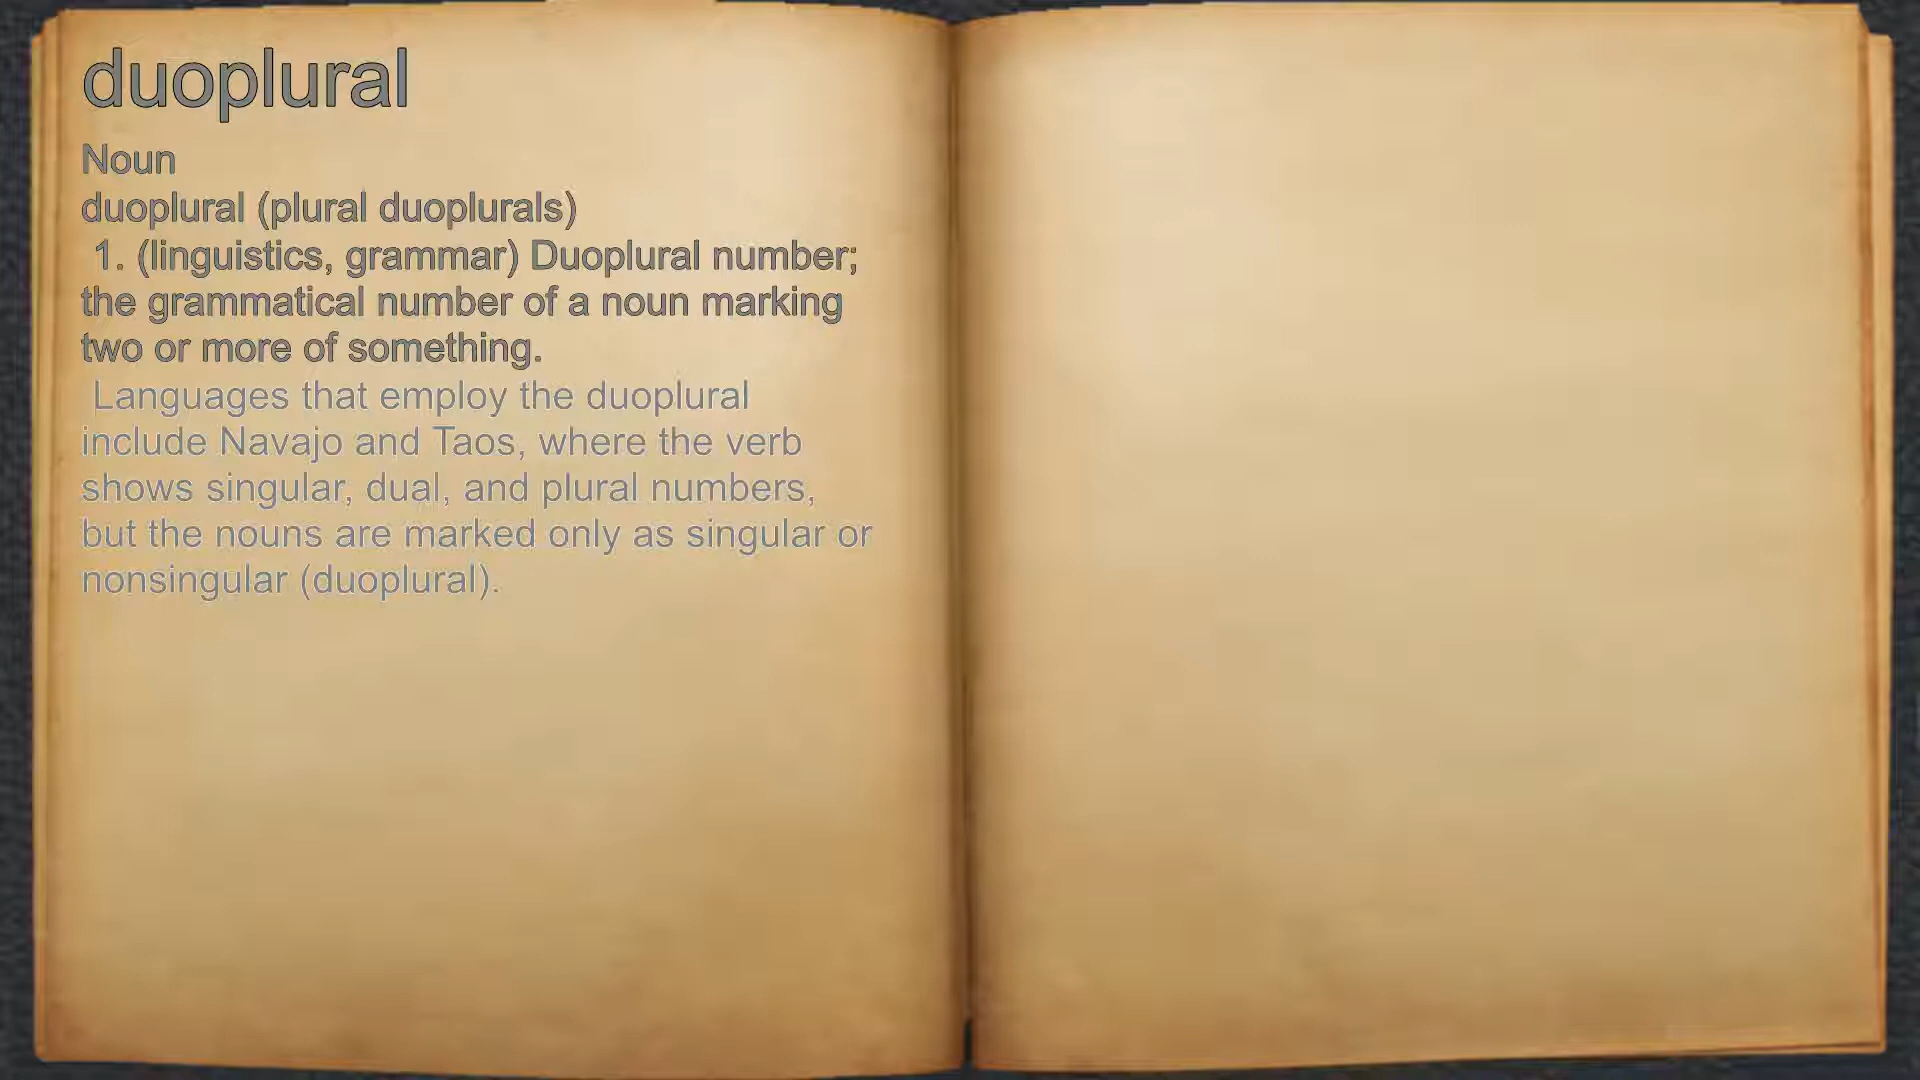 duoplural
Noun
duoplural (plural duoplurals)
1. (linguistics, grammar) Duoplural number;
the grammatical number of a noun marking
two or more of something.
Languages that employ the duoplural
include Navajo and Taos, where the verb
shows singular, dual, and plural numbers,
but the nouns are marked only as singular or
nonsingular (duoplural).